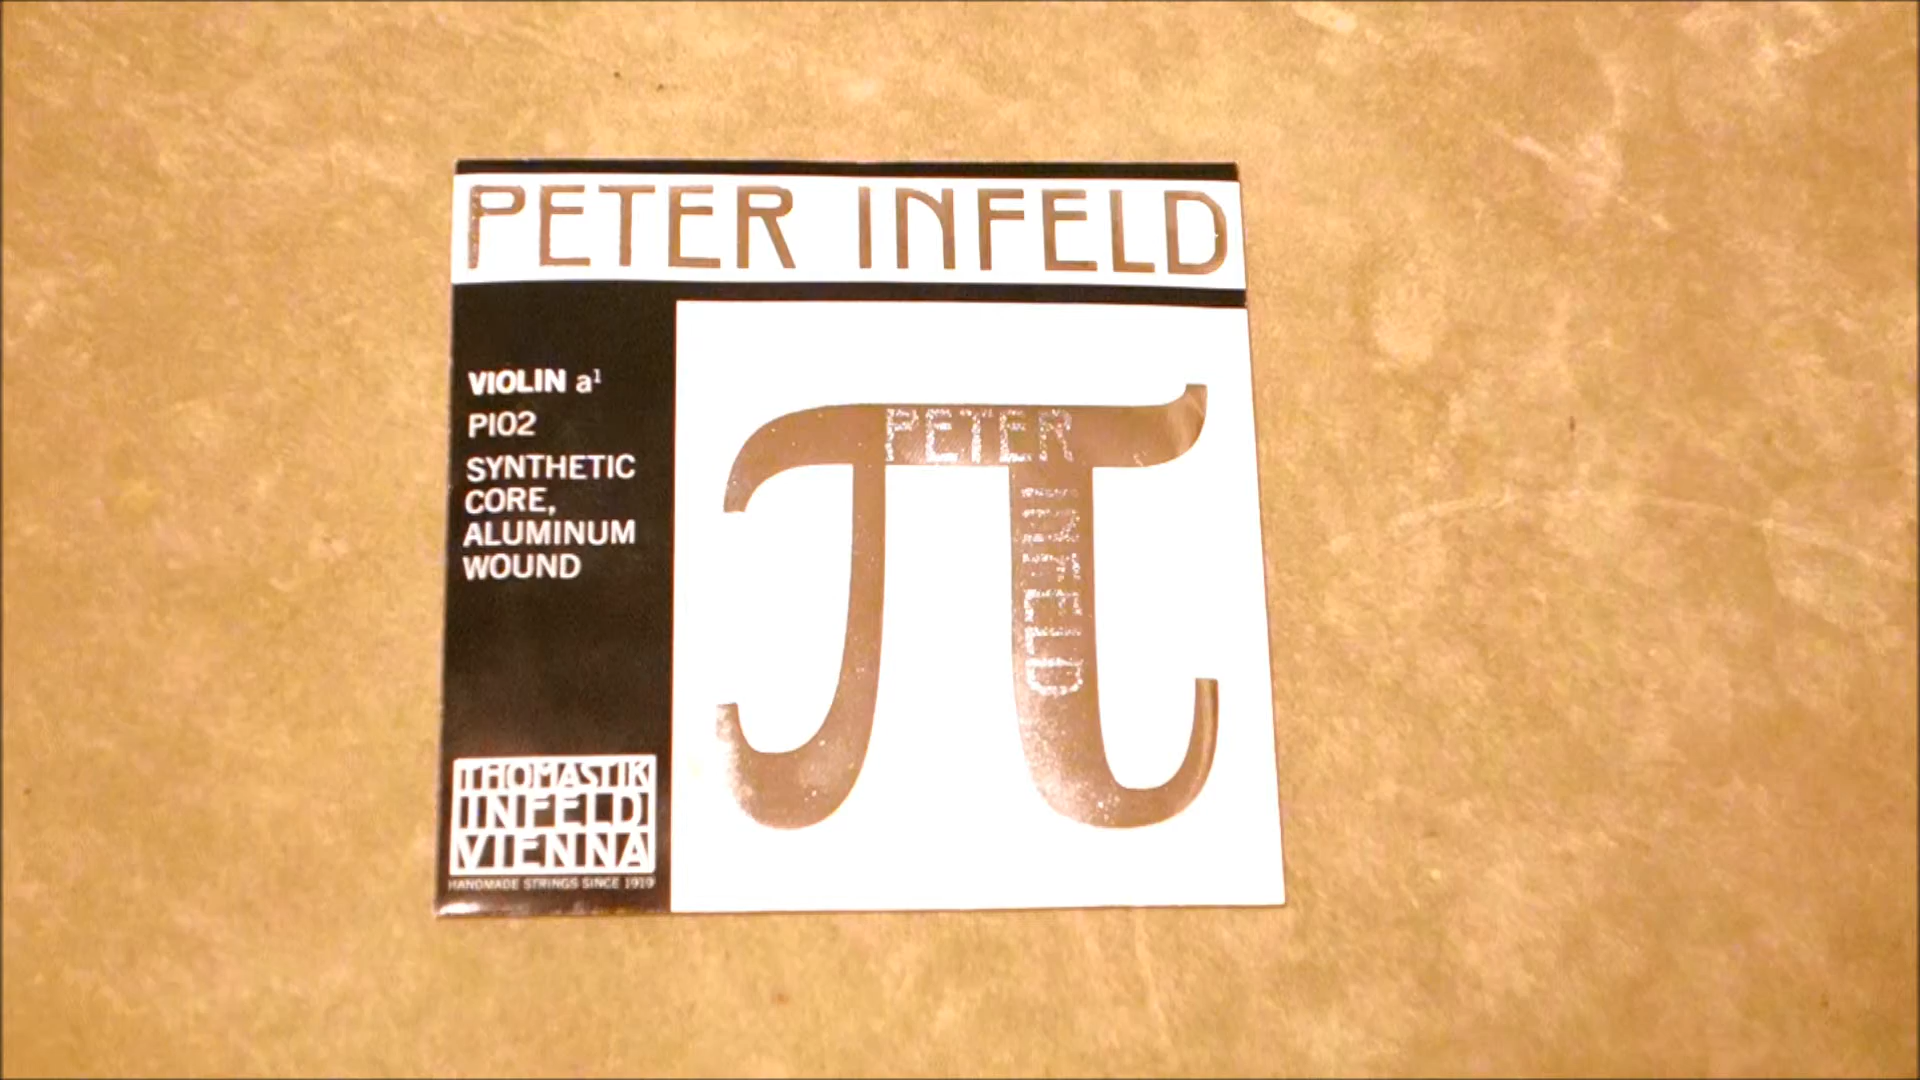 PETER INFELD
VIOLIN a¹
PI02
SYNTHETIC
CORE,
ALUMINUM
WOUND
PETER
INFELD
THOMASTIK
INFELD
VIENNA
HANDMADE STRINGS SINCE 1919